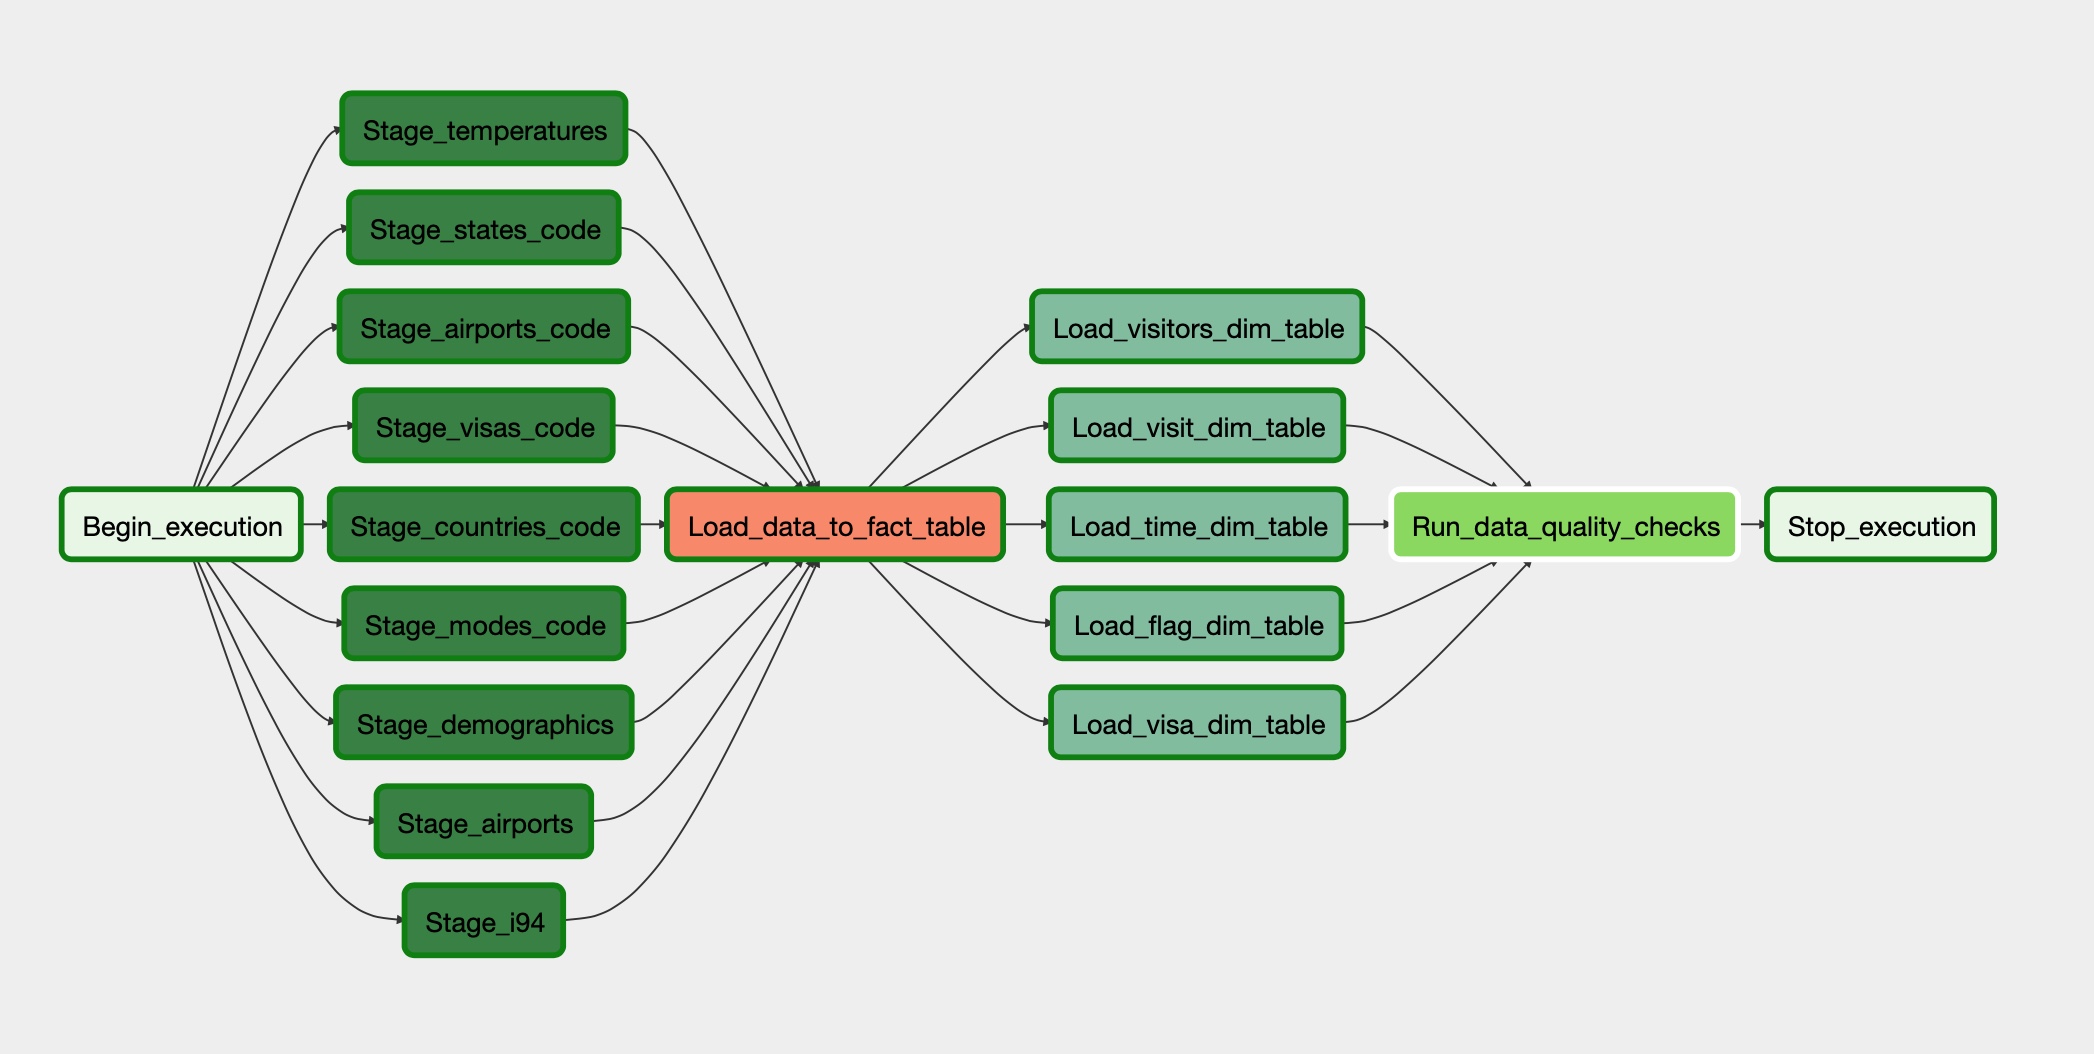 Begin_execution
Stage_temperatures
Stage_states_code
Stage_airports_code
Stage_visas_code
Stage_countries_code
Stage_modes_code
Stage_demographics
Stage_airports
Stage_i94
Load_data_to_fact_table
Load_visitors_dim_table
Load_visit_dim_table
Load_time_dim_table
Load_flag_dim_table
Load_visa_dim_table
Run_data_quality_checks
Stop_execution